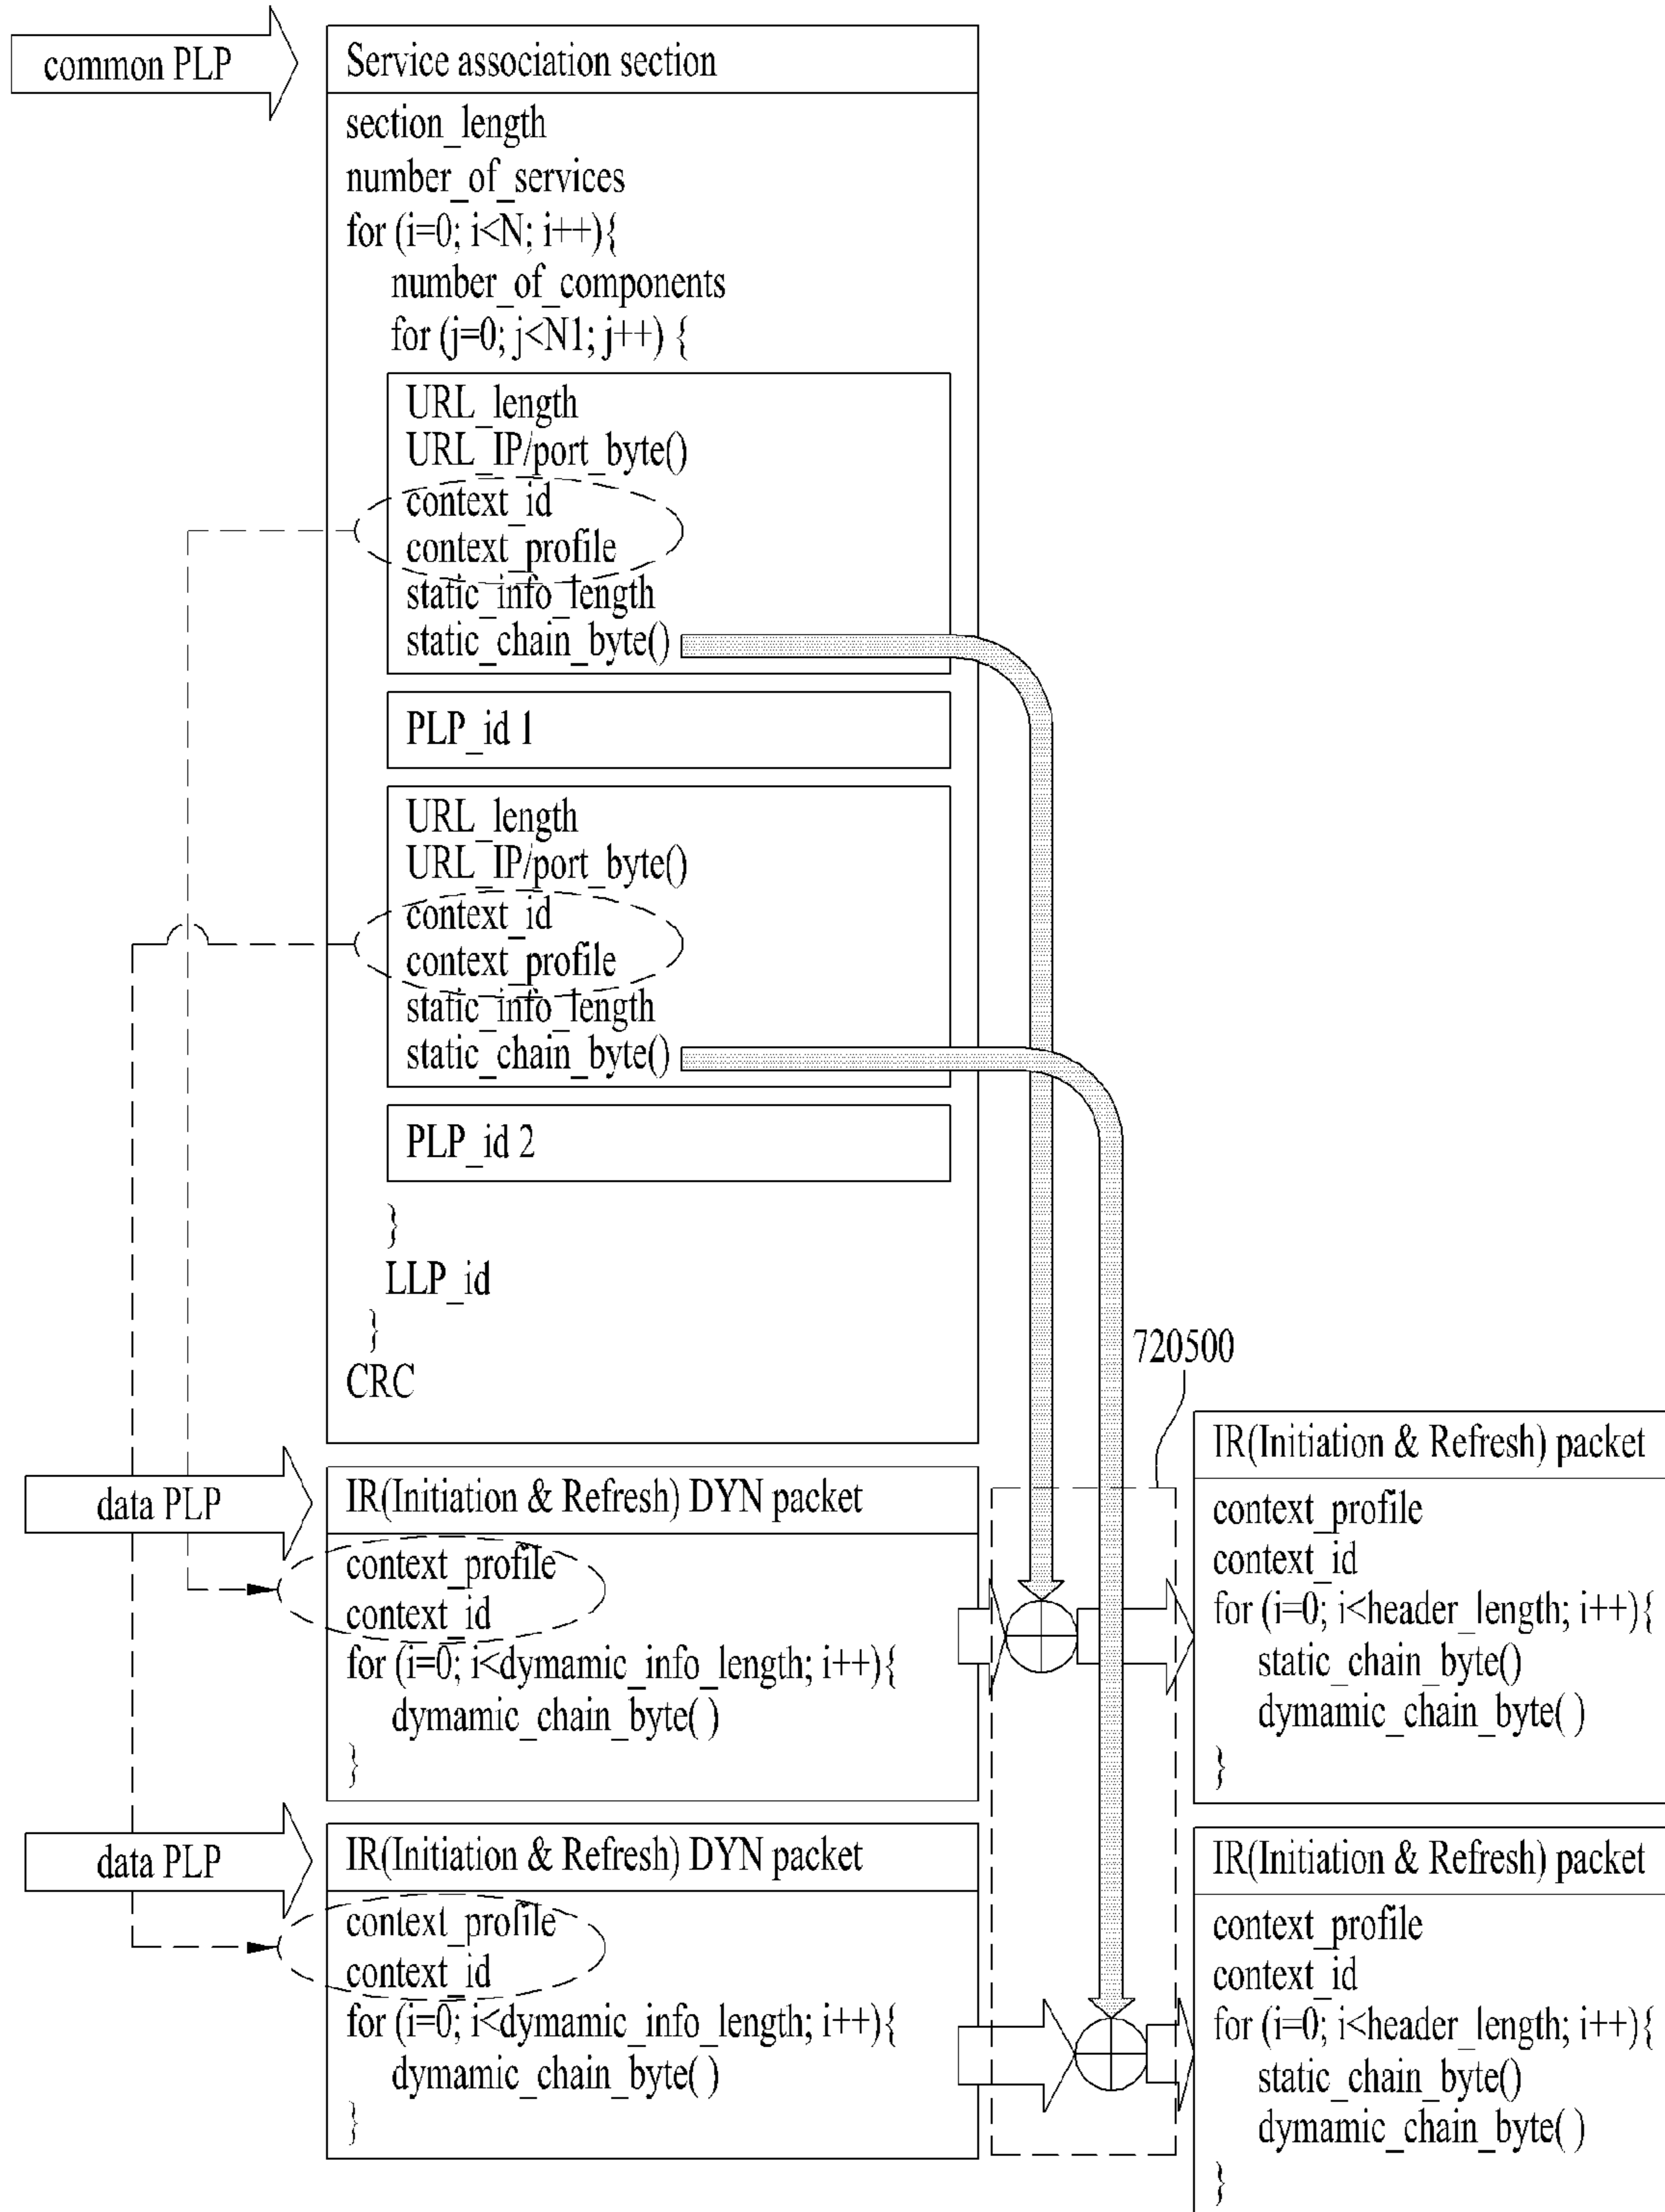 common PLP
Service association section
section_length
number_of_services
for (i=0; i<N; i++){
number_of_components
for (j=0; j<N1; j++) {
URL_length
URL_IP/port_byte()
context_id
context_profile
static_info_length
static_chain_byte()
PLP_id 1
URL_length
URL_IP/port_byte()
context_id
context_profile
static_info_length
static_chain_byte()
PLP_id 2
}
LLP_id
}
CRC
720500
data PLP
IR(Initiation & Refresh) DYN packet
context_profile
context_id
for (i=0; i<dymamic_info_length; i++){
dymamic_chain_byte( )
}
IR(Initiation & Refresh) packet
context_profile
context_id
for (i=0; i<header_length; i++){
static_chain_byte()
dymamic_chain_byte( )
}
data PLP
IR(Initiation & Refresh) DYN packet
context_profile
context_id
for (i=0; i<dymamic_info_length; i++){
dymamic_chain_byte( )
}
IR(Initiation & Refresh) packet
context_profile
context_id
for (i=0; i<header_length; i++){
static_chain_byte()
dymamic_chain_byte( )
}